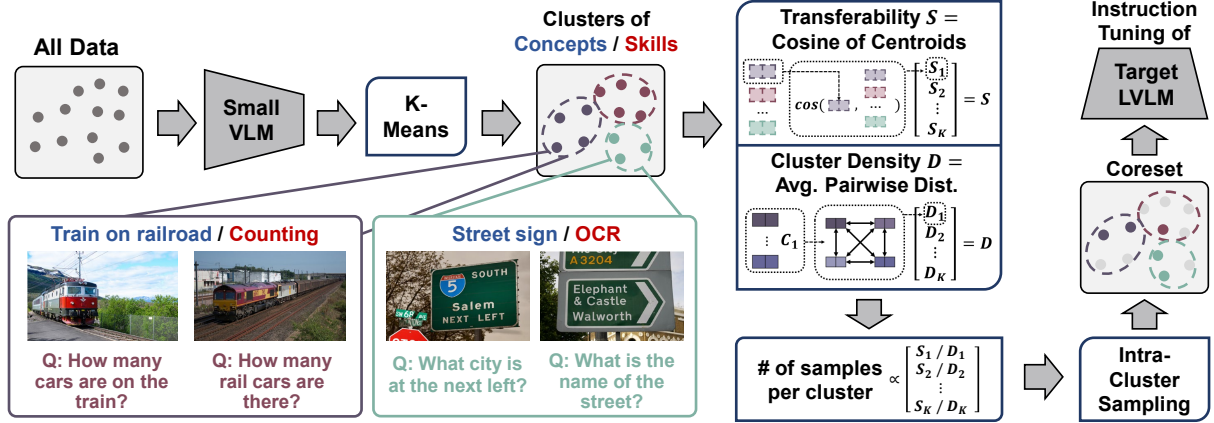 All Data
Small
VLM
K-
Means
Clusters of
Concepts / Skills
Transferability S =
Cosine of Centroids
cos( , ⋯ )
S₁
S₂
⋮
S_K
= S
Cluster Density D =
Avg. Pairwise Dist.
⋮ C₁
D₁
D₂
⋮
D_K
= D
# of samples
per cluster
∝
S₁ / D₁
S₂ / D₂
⋮
S_K / D_K
Intra-
Cluster
Sampling
Coreset
Instruction
Tuning of
Target
LVLM
Train on railroad / Counting
Q: How many
cars are on the
train?
Q: How many
rail cars are
there?
Street sign / OCR
5
SOUTH
Salem
NEXT LEFT
A3204
Elephant
& Castle
Walworth
Q: What city is
at the next left?
Q: What is the
name of the
street?